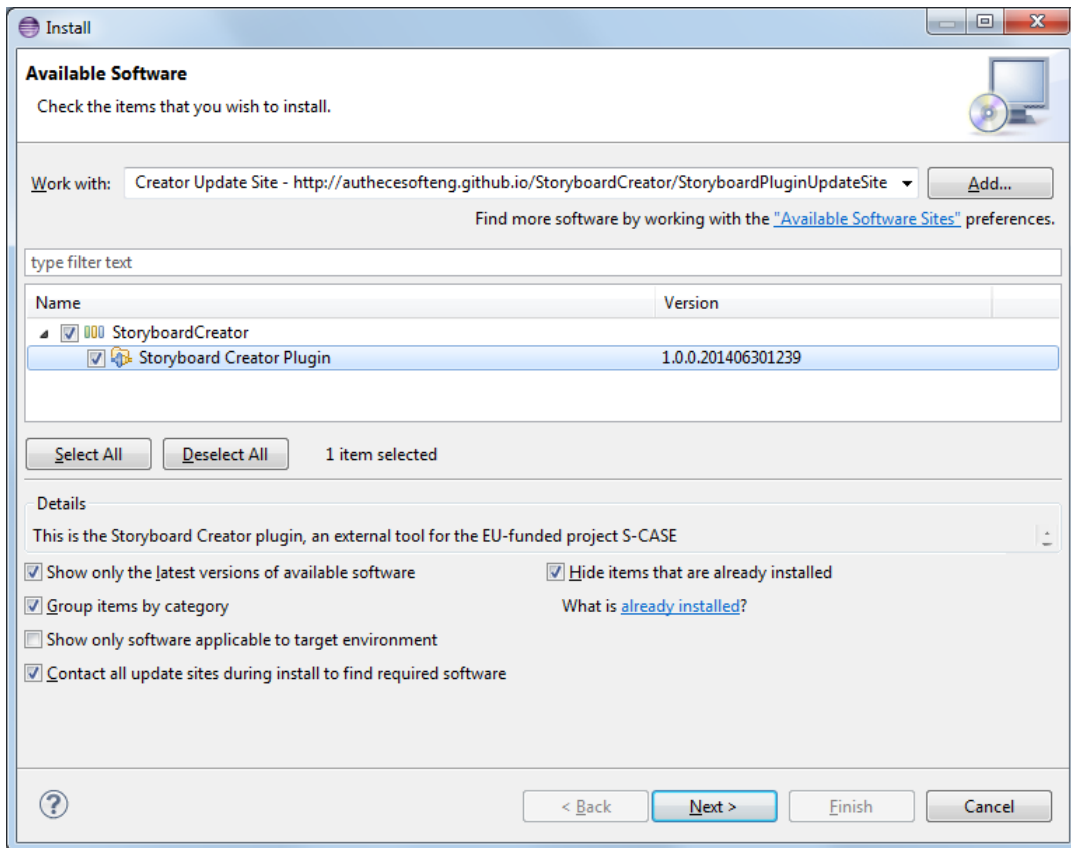 Install
Available Software
Check the items that you wish to install.
Work with: Creator Update Site - http://authecesofteng.github.io/StoryboardCreator/StoryboardPluginUpdateSite Add...
Find more software by working with the "Available Software Sites" preferences.
type filter text
Name Version
StoryboardCreator
Storyboard Creator Plugin 1.0.0.201406301239
Select All Deselect All 1 item selected
Details
This is the Storyboard Creator plugin, an external tool for the EU-funded project S-CASE
Show only the latest versions of available software Hide items that are already installed
Group items by category What is already installed?
Show only software applicable to target environment
Contact all update sites during install to find required software
? < Back Next > Finish Cancel